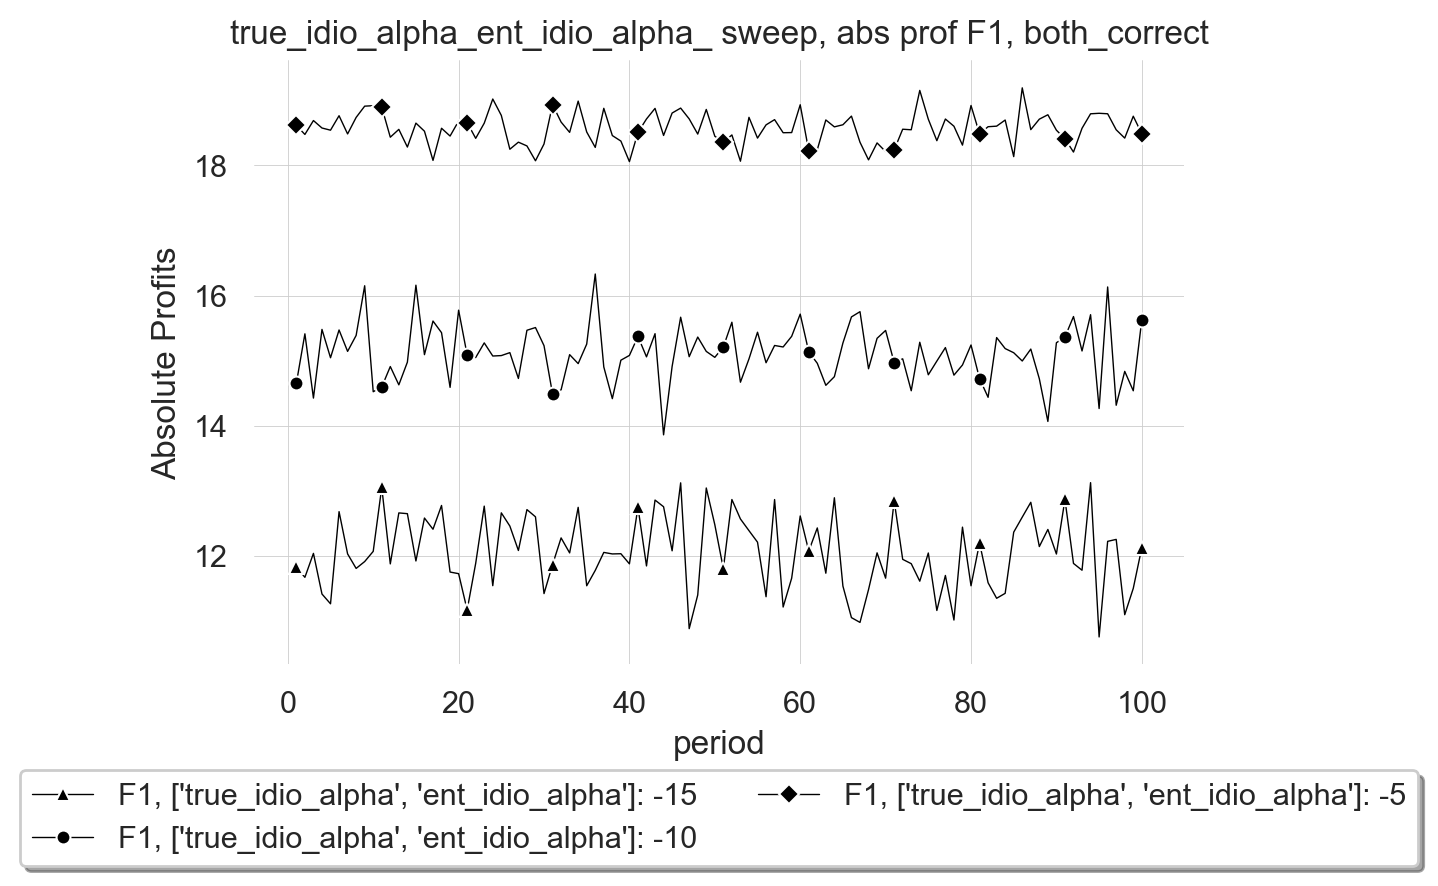 true_idio_alpha_ent_idio_alpha_ sweep, abs prof F1, both_correct
Absolute Profits
18
16
14
12
0 20 40 60 80 100
period
F1, ['true_idio_alpha', 'ent_idio_alpha']: -15
F1, ['true_idio_alpha', 'ent_idio_alpha']: -10
F1, ['true_idio_alpha', 'ent_idio_alpha']: -5